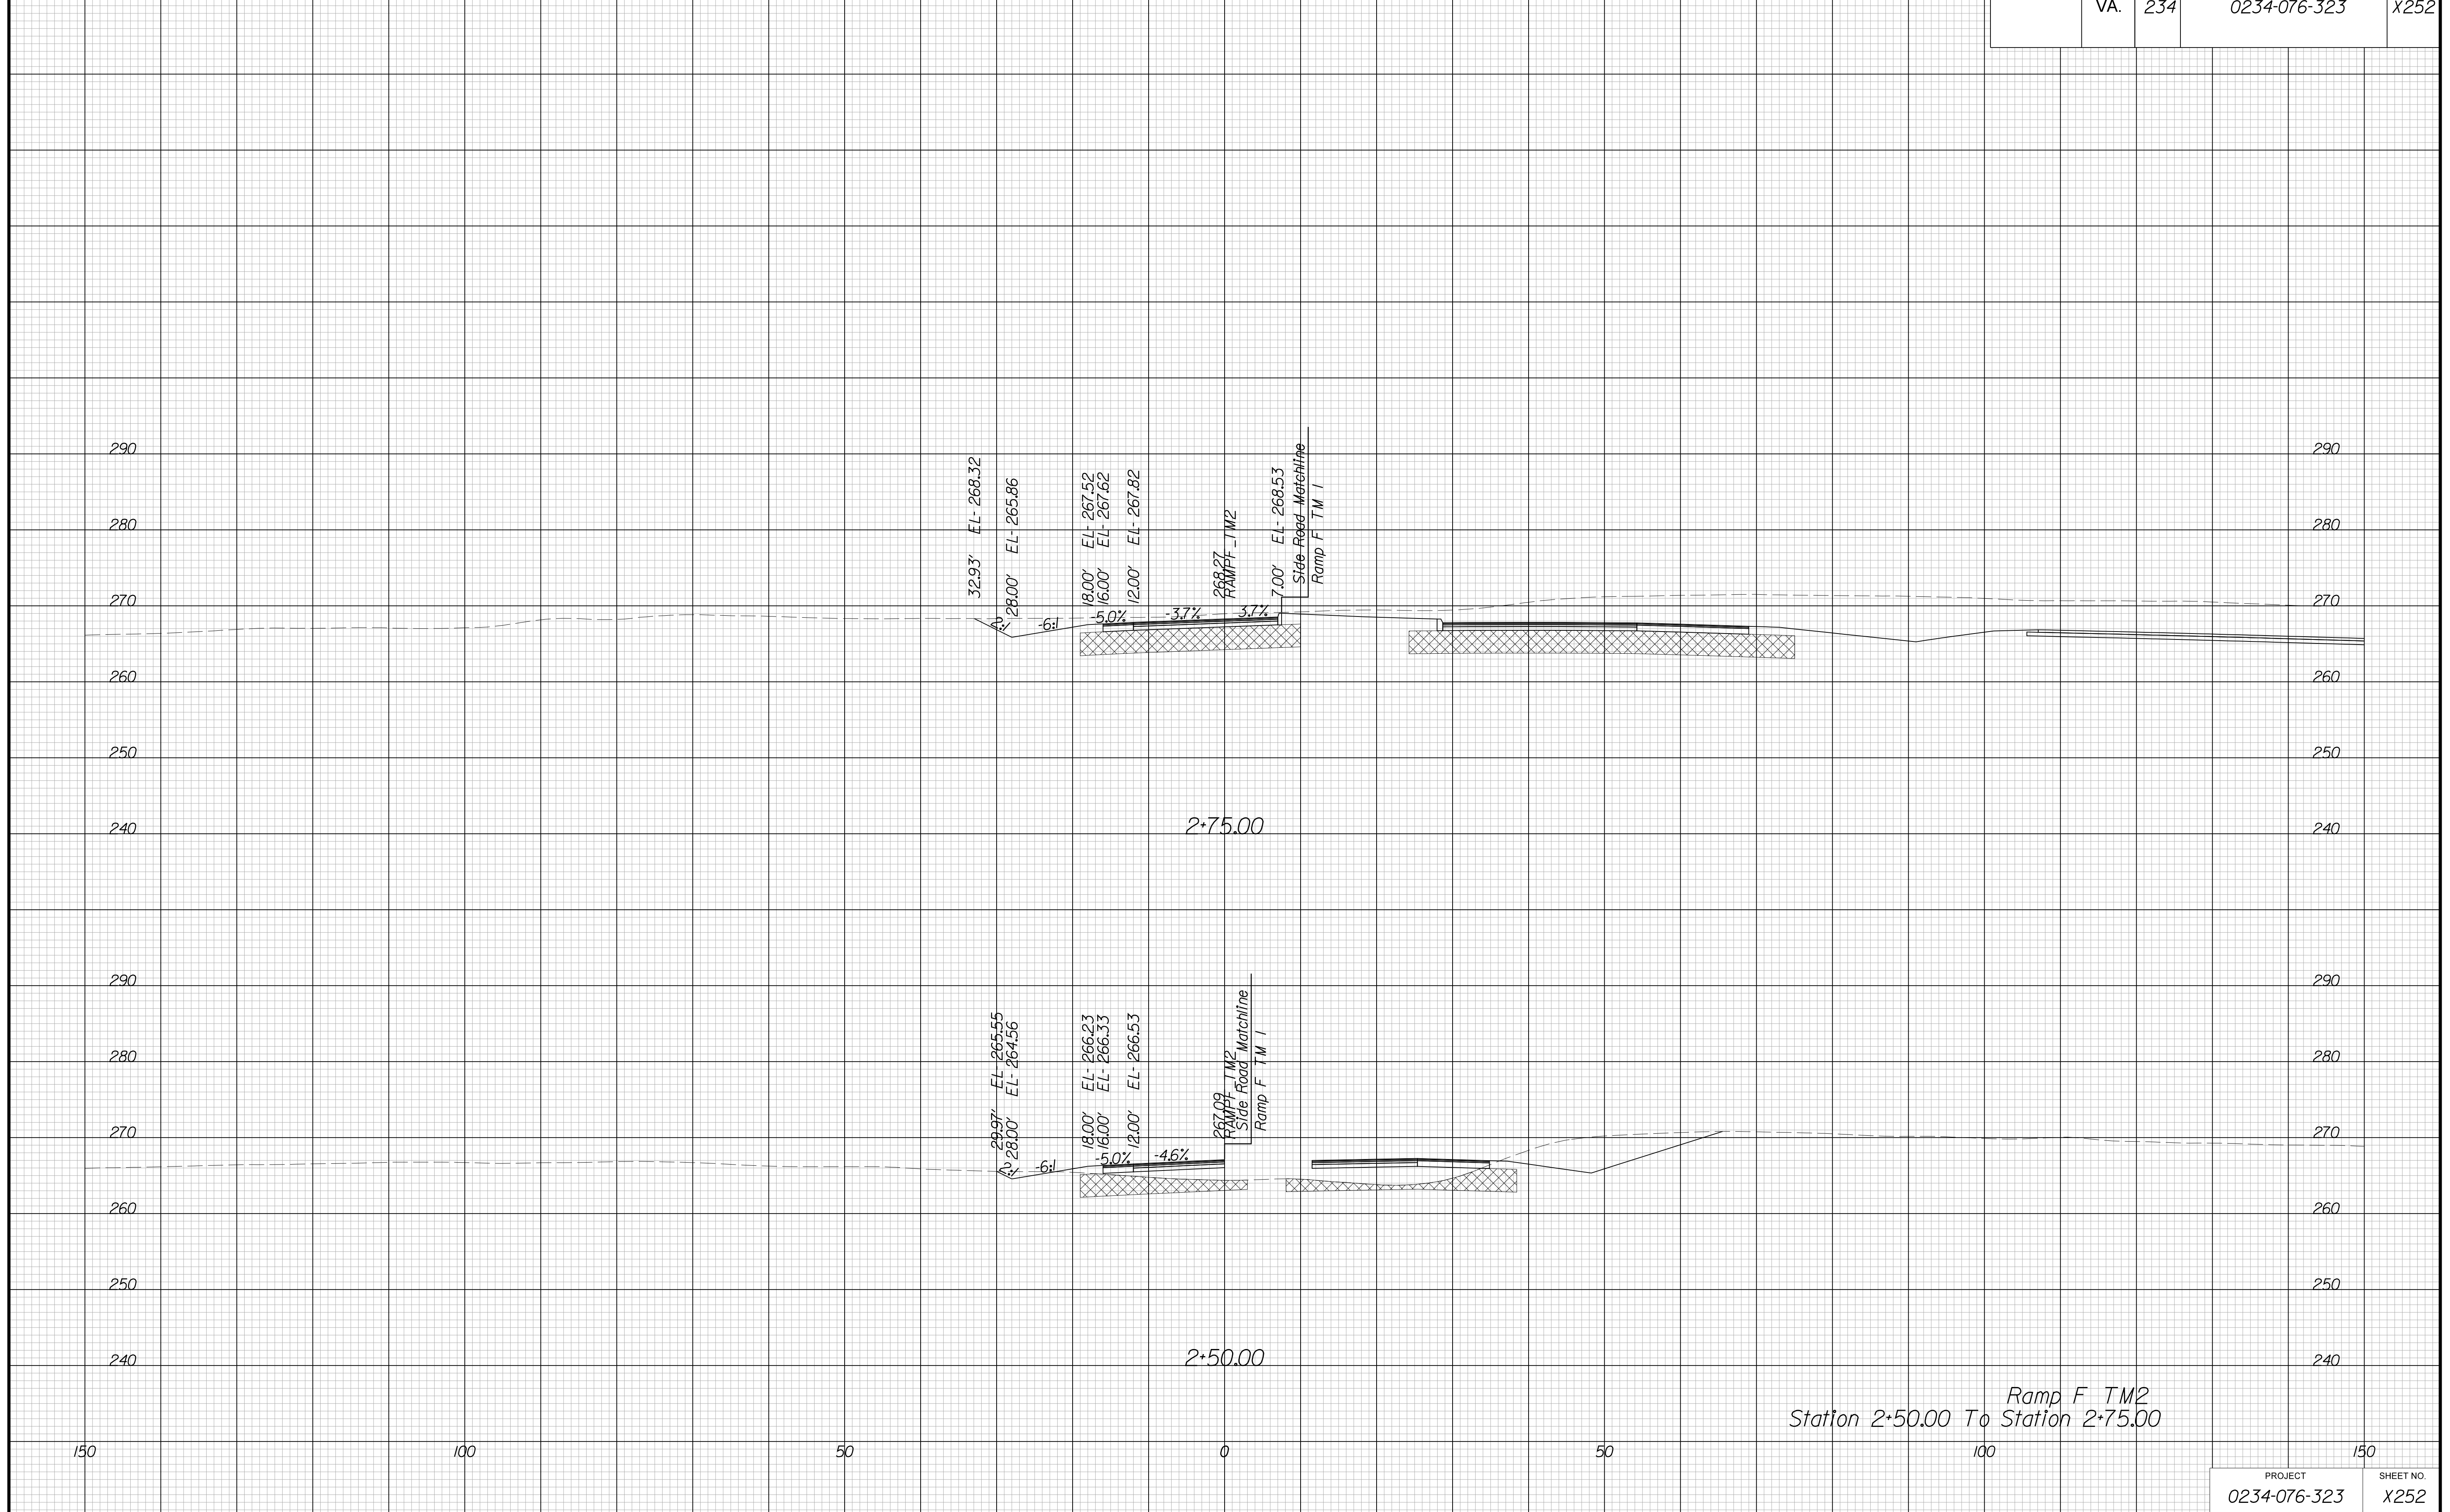 VA. 234 0234-076-323 X252
290 290
280 280
270 270
260 260
250 250
240 240
32.93' EL- 268.32
28.00' EL- 265.86
18.00' EL- 267.52
16.00' EL- 267.62
12.00' EL- 267.82
268.27
RAMPF_TM2
7.00' EL- 268.53
Side Road Matchline
Ramp F TM 1
-2:1 -6:1 -5.0% -3.7% 3.7%
2+75.00
290 290
280 280
270 270
260 260
250 250
240 240
29.97' EL- 265.55
28.00' EL- 264.56
18.00' EL- 266.23
16.00' EL- 266.33
12.00' EL- 266.53
267.09
RAMPF_TM2
Side Road Matchline
Ramp F TM 1
-2:1 -6:1 -5.0% -4.6%
2+50.00
Ramp F TM2
Station 2+50.00 To Station 2+75.00
150 100 50 0 50 100 150
PROJECT SHEET NO.
0234-076-323 X252